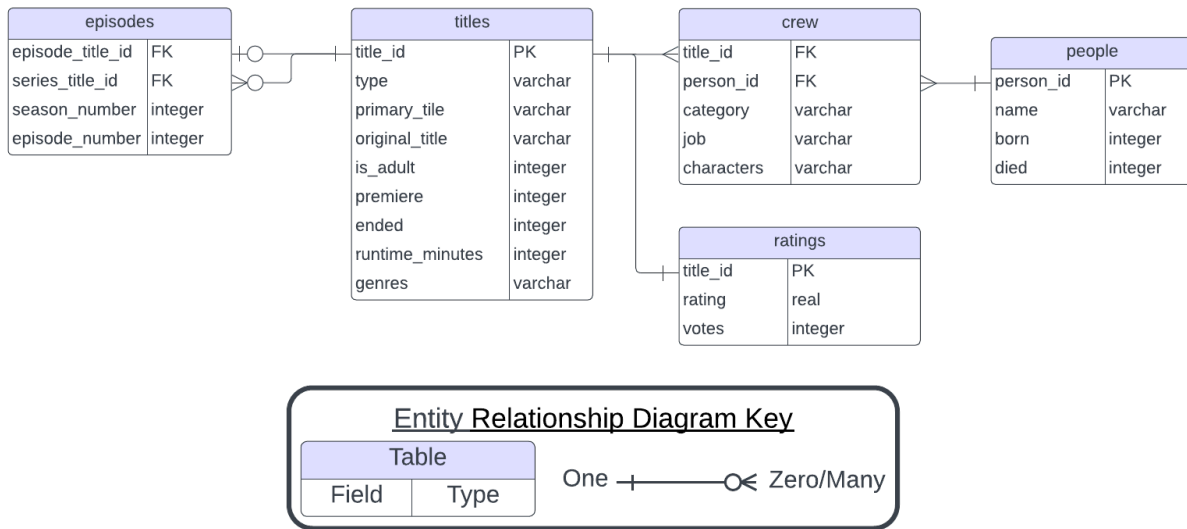 episodes
episode_title_id FK
series_title_id FK
season_number integer
episode_number integer
titles
title_id PK
type varchar
primary_tile varchar
original_title varchar
is_adult integer
premiere integer
ended integer
runtime_minutes integer
genres varchar
crew
title_id FK
person_id FK
category varchar
job varchar
characters varchar
people
person_id PK
name varchar
born integer
died integer
ratings
title_id PK
rating real
votes integer
Entity Relationship Diagram Key
Table
Field Type
One Zero/Many